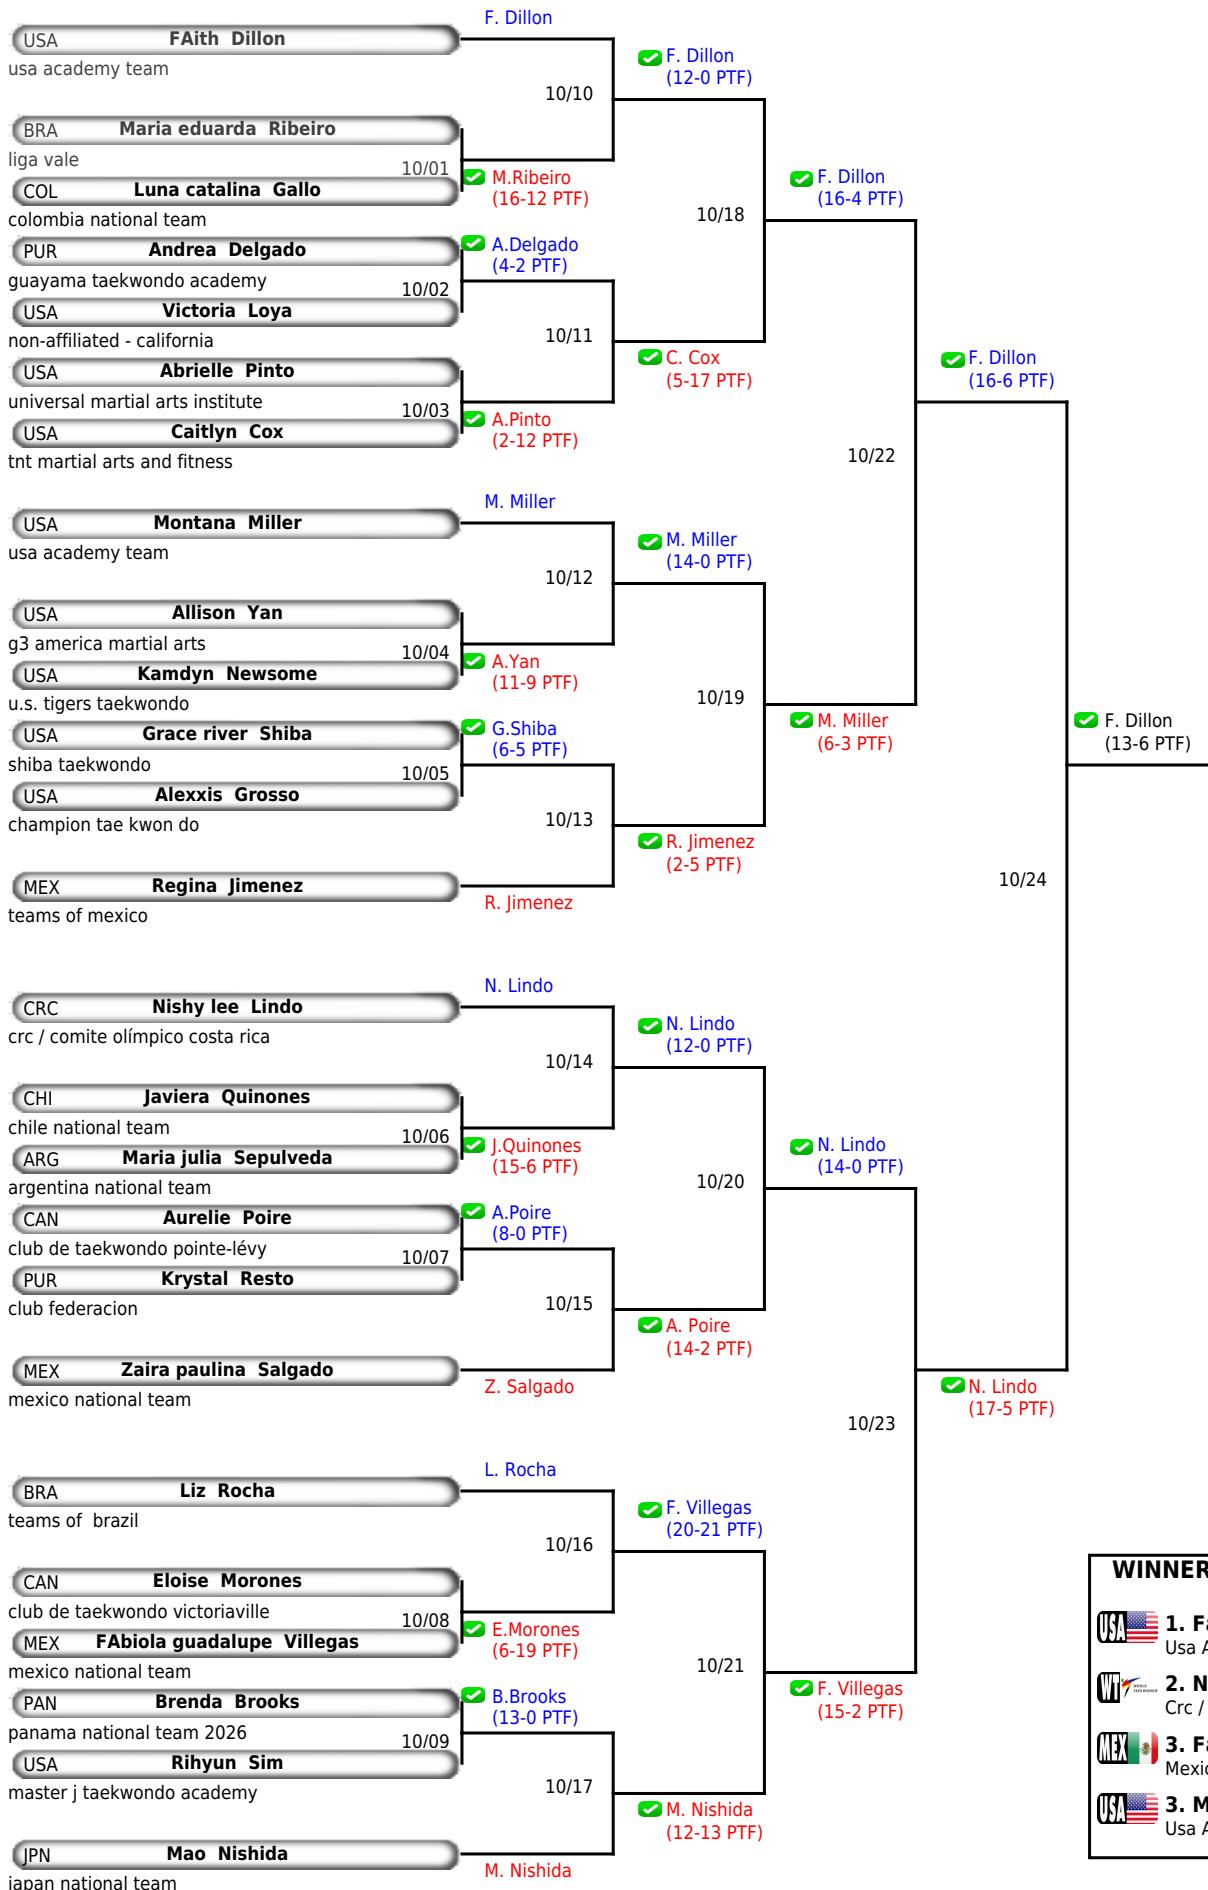 F. Dillon
USA FAith Dillon
usa academy team
F. Dillon
(12-0 PTF)
10/10
BRA Maria eduarda Ribeiro
liga vale
10/01
M.Ribeiro
(16-12 PTF)
COL Luna catalina Gallo
colombia national team
F. Dillon
(16-4 PTF)
10/18
PUR Andrea Delgado
guayama taekwondo academy
A.Delgado
(4-2 PTF)
10/02
USA Victoria Loya
non-affiliated - california
10/11
C. Cox
(5-17 PTF)
USA Abrielle Pinto
universal martial arts institute
10/03
A.Pinto
(2-12 PTF)
USA Caitlyn Cox
tnt martial arts and fitness
F. Dillon
(16-6 PTF)
10/22
M. Miller
USA Montana Miller
usa academy team
M. Miller
(14-0 PTF)
10/12
USA Allison Yan
g3 america martial arts
10/04
A.Yan
(11-9 PTF)
USA Kamdyn Newsome
u.s. tigers taekwondo
10/19
M. Miller
(6-3 PTF)
USA Grace river Shiba
shiba taekwondo
G.Shiba
(6-5 PTF)
10/05
USA Alexxis Grosso
champion tae kwon do
10/13
R. Jimenez
(2-5 PTF)
MEX Regina Jimenez
teams of mexico
R. Jimenez
F. Dillon
(13-6 PTF)
10/24
N. Lindo
CRC Nishy lee Lindo
crc / comite olímpico costa rica
N. Lindo
(12-0 PTF)
10/14
CHI Javiera Quinones
chile national team
10/06
J.Quinones
(15-6 PTF)
ARG Maria julia Sepulveda
argentina national team
N. Lindo
(14-0 PTF)
10/20
CAN Aurelie Poire
club de taekwondo pointe-lévy
A.Poire
(8-0 PTF)
10/07
PUR Krystal Resto
club federacion
10/15
A. Poire
(14-2 PTF)
MEX Zaira paulina Salgado
mexico national team
Z. Salgado
N. Lindo
(17-5 PTF)
10/23
L. Rocha
BRA Liz Rocha
teams of brazil
F. Villegas
(20-21 PTF)
10/16
CAN Eloise Morones
club de taekwondo victoriaville
10/08
E.Morones
(6-19 PTF)
MEX FAbiola guadalupe Villegas
mexico national team
10/21
F. Villegas
(15-2 PTF)
PAN Brenda Brooks
panama national team 2026
B.Brooks
(13-0 PTF)
10/09
USA Rihyun Sim
master j taekwondo academy
10/17
M. Nishida
(12-13 PTF)
JPN Mao Nishida
japan national team
M. Nishida
WINNER
USA 1. Fa
Usa A
WT 2. N
Crc /
MEX 3. Fa
Mexic
USA 3. M
Usa A